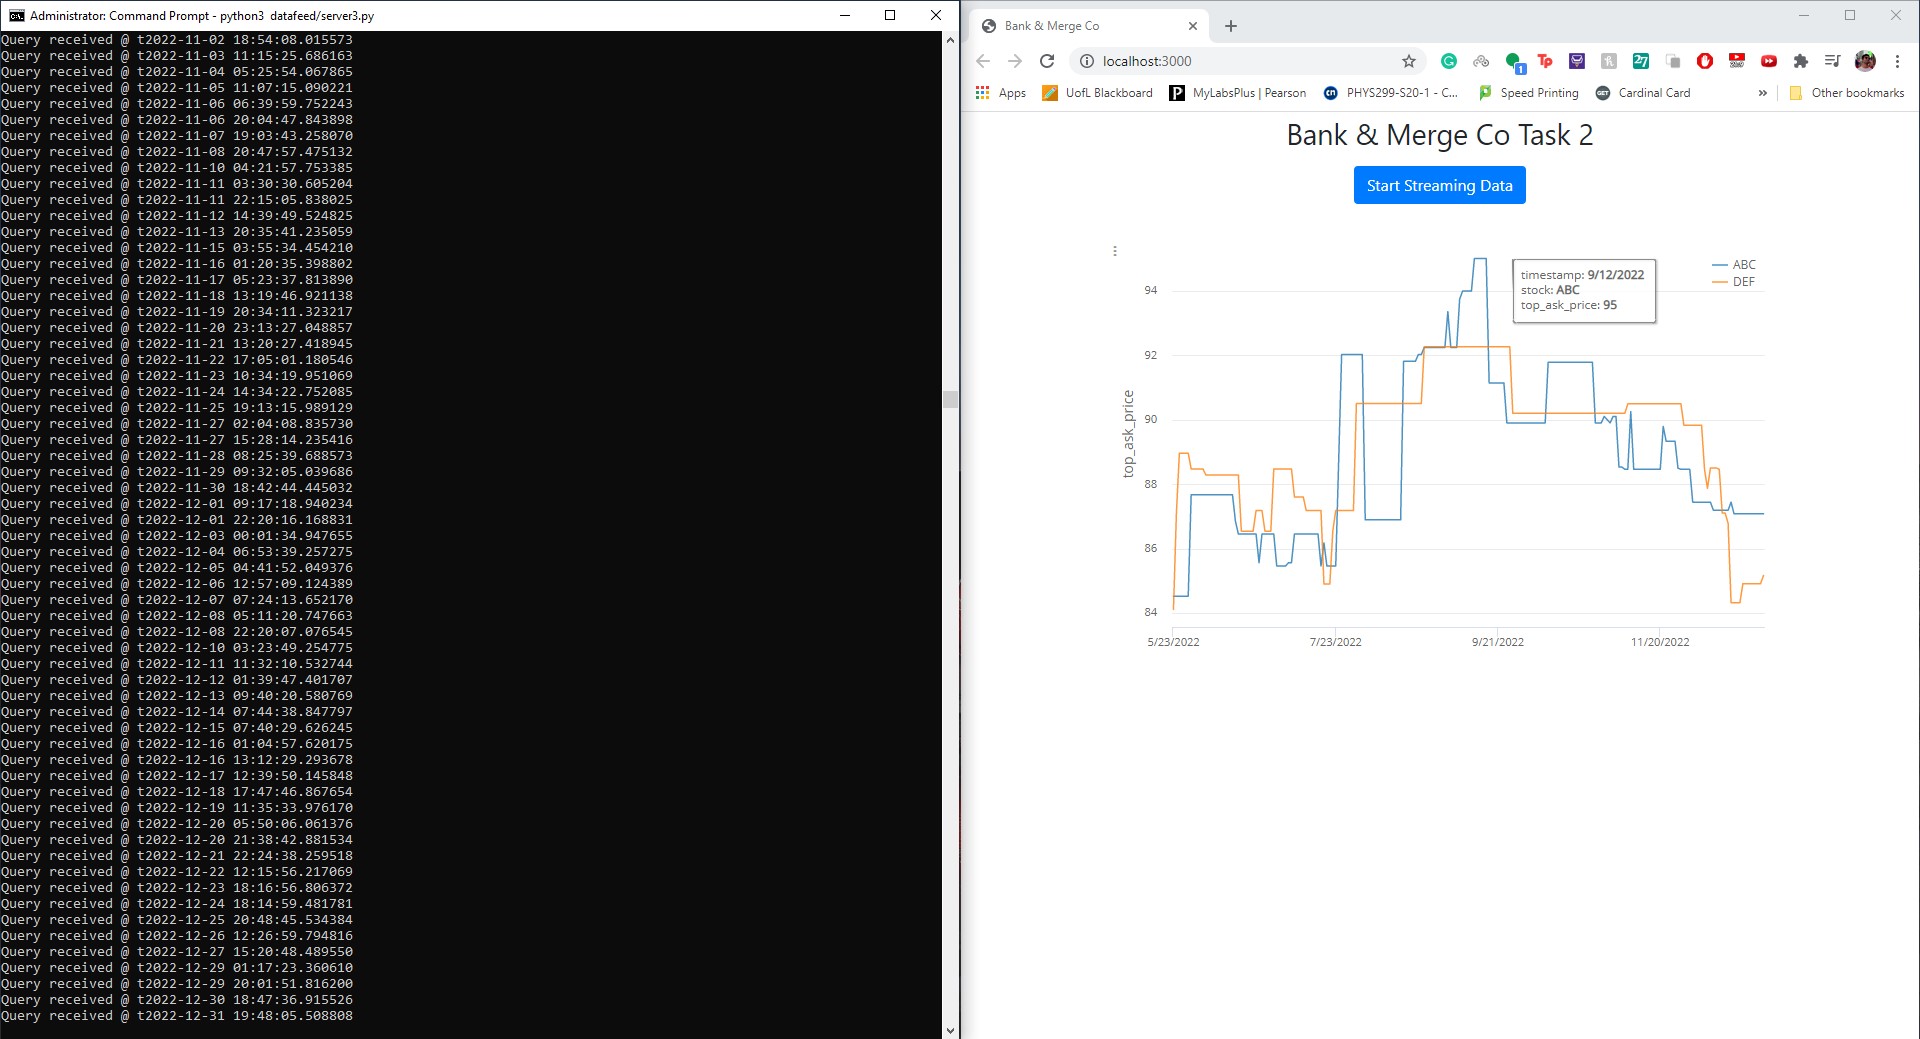 Administrator: Command Prompt - python3  datafeed/server3.py
Query received @ t2022-11-02 18:54:08.015573
Query received @ t2022-11-03 11:15:25.686163
Query received @ t2022-11-04 05:25:54.067865
Query received @ t2022-11-05 11:07:15.090221
Query received @ t2022-11-06 06:39:59.752243
Query received @ t2022-11-06 20:04:47.843898
Query received @ t2022-11-07 19:03:43.258070
Query received @ t2022-11-08 20:47:57.475132
Query received @ t2022-11-10 04:21:57.753385
Query received @ t2022-11-11 03:30:30.605204
Query received @ t2022-11-11 22:15:05.838025
Query received @ t2022-11-12 14:39:49.524825
Query received @ t2022-11-13 20:35:41.235059
Query received @ t2022-11-15 03:55:34.454210
Query received @ t2022-11-16 01:20:35.398802
Query received @ t2022-11-17 05:23:37.813890
Query received @ t2022-11-18 13:19:46.921138
Query received @ t2022-11-19 20:34:11.323217
Query received @ t2022-11-20 23:13:27.048857
Query received @ t2022-11-21 13:20:27.418945
Query received @ t2022-11-22 17:05:01.180546
Query received @ t2022-11-23 10:34:19.951069
Query received @ t2022-11-24 14:34:22.752085
Query received @ t2022-11-25 19:13:15.989129
Query received @ t2022-11-27 02:04:08.835730
Query received @ t2022-11-27 15:28:14.235416
Query received @ t2022-11-28 08:25:39.688573
Query received @ t2022-11-29 09:32:05.039686
Query received @ t2022-11-30 18:42:44.445032
Query received @ t2022-12-01 09:17:18.940234
Query received @ t2022-12-01 22:20:16.168831
Query received @ t2022-12-03 00:01:34.947655
Query received @ t2022-12-04 06:53:39.257275
Query received @ t2022-12-05 04:41:52.049376
Query received @ t2022-12-06 12:57:09.124389
Query received @ t2022-12-07 07:24:13.652170
Query received @ t2022-12-08 05:11:20.747663
Query received @ t2022-12-08 22:20:07.076545
Query received @ t2022-12-10 03:23:49.254775
Query received @ t2022-12-11 11:32:10.532744
Query received @ t2022-12-12 01:39:47.401707
Query received @ t2022-12-13 09:40:20.580769
Query received @ t2022-12-14 07:44:38.847797
Query received @ t2022-12-15 07:40:29.626245
Query received @ t2022-12-16 01:04:57.620175
Query received @ t2022-12-16 13:12:29.293678
Query received @ t2022-12-17 12:39:50.145848
Query received @ t2022-12-18 17:47:46.867654
Query received @ t2022-12-19 11:35:33.976170
Query received @ t2022-12-20 05:50:06.061376
Query received @ t2022-12-20 21:38:42.881534
Query received @ t2022-12-21 22:24:38.259518
Query received @ t2022-12-22 12:15:56.217069
Query received @ t2022-12-23 18:16:56.806372
Query received @ t2022-12-24 18:14:59.481781
Query received @ t2022-12-25 20:48:45.534384
Query received @ t2022-12-26 12:26:59.794816
Query received @ t2022-12-27 15:20:48.489550
Query received @ t2022-12-29 01:17:23.360610
Query received @ t2022-12-29 20:01:51.816200
Query received @ t2022-12-30 18:47:36.915526
Query received @ t2022-12-31 19:48:05.508808
Bank & Merge Co
localhost:3000
1 Tp 27
Apps UofL Blackboard MyLabsPlus | Pearson PHYS299-S20-1 - C... Speed Printing Cardinal Card » Other bookmarks
Bank & Merge Co Task 2
Start Streaming Data
timestamp: 9/12/2022
stock: ABC
top_ask_price: 95
ABC
DEF
94
92
90
88
86
84
top_ask_price
5/23/2022 7/23/2022 9/21/2022 11/20/2022